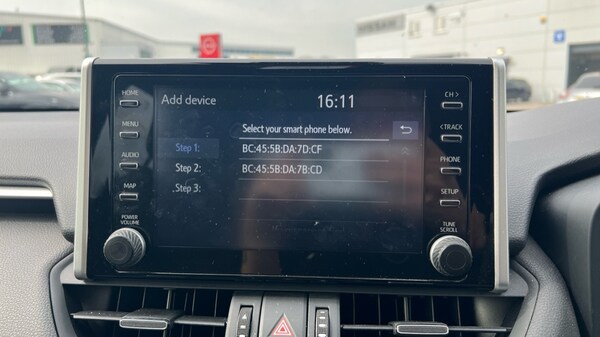 NISSAN
Add device
16:11
Select your smart phone below.
Step 1:
BC:45:5B:DA:7D:CF
Step 2:
BC:45:5B:DA:7B:CD
Step 3:
HOME
MENU
AUDIO
MAP
POWER
VOLUME
CH >
< TRACK
PHONE
SETUP
TUNE
SCROLL